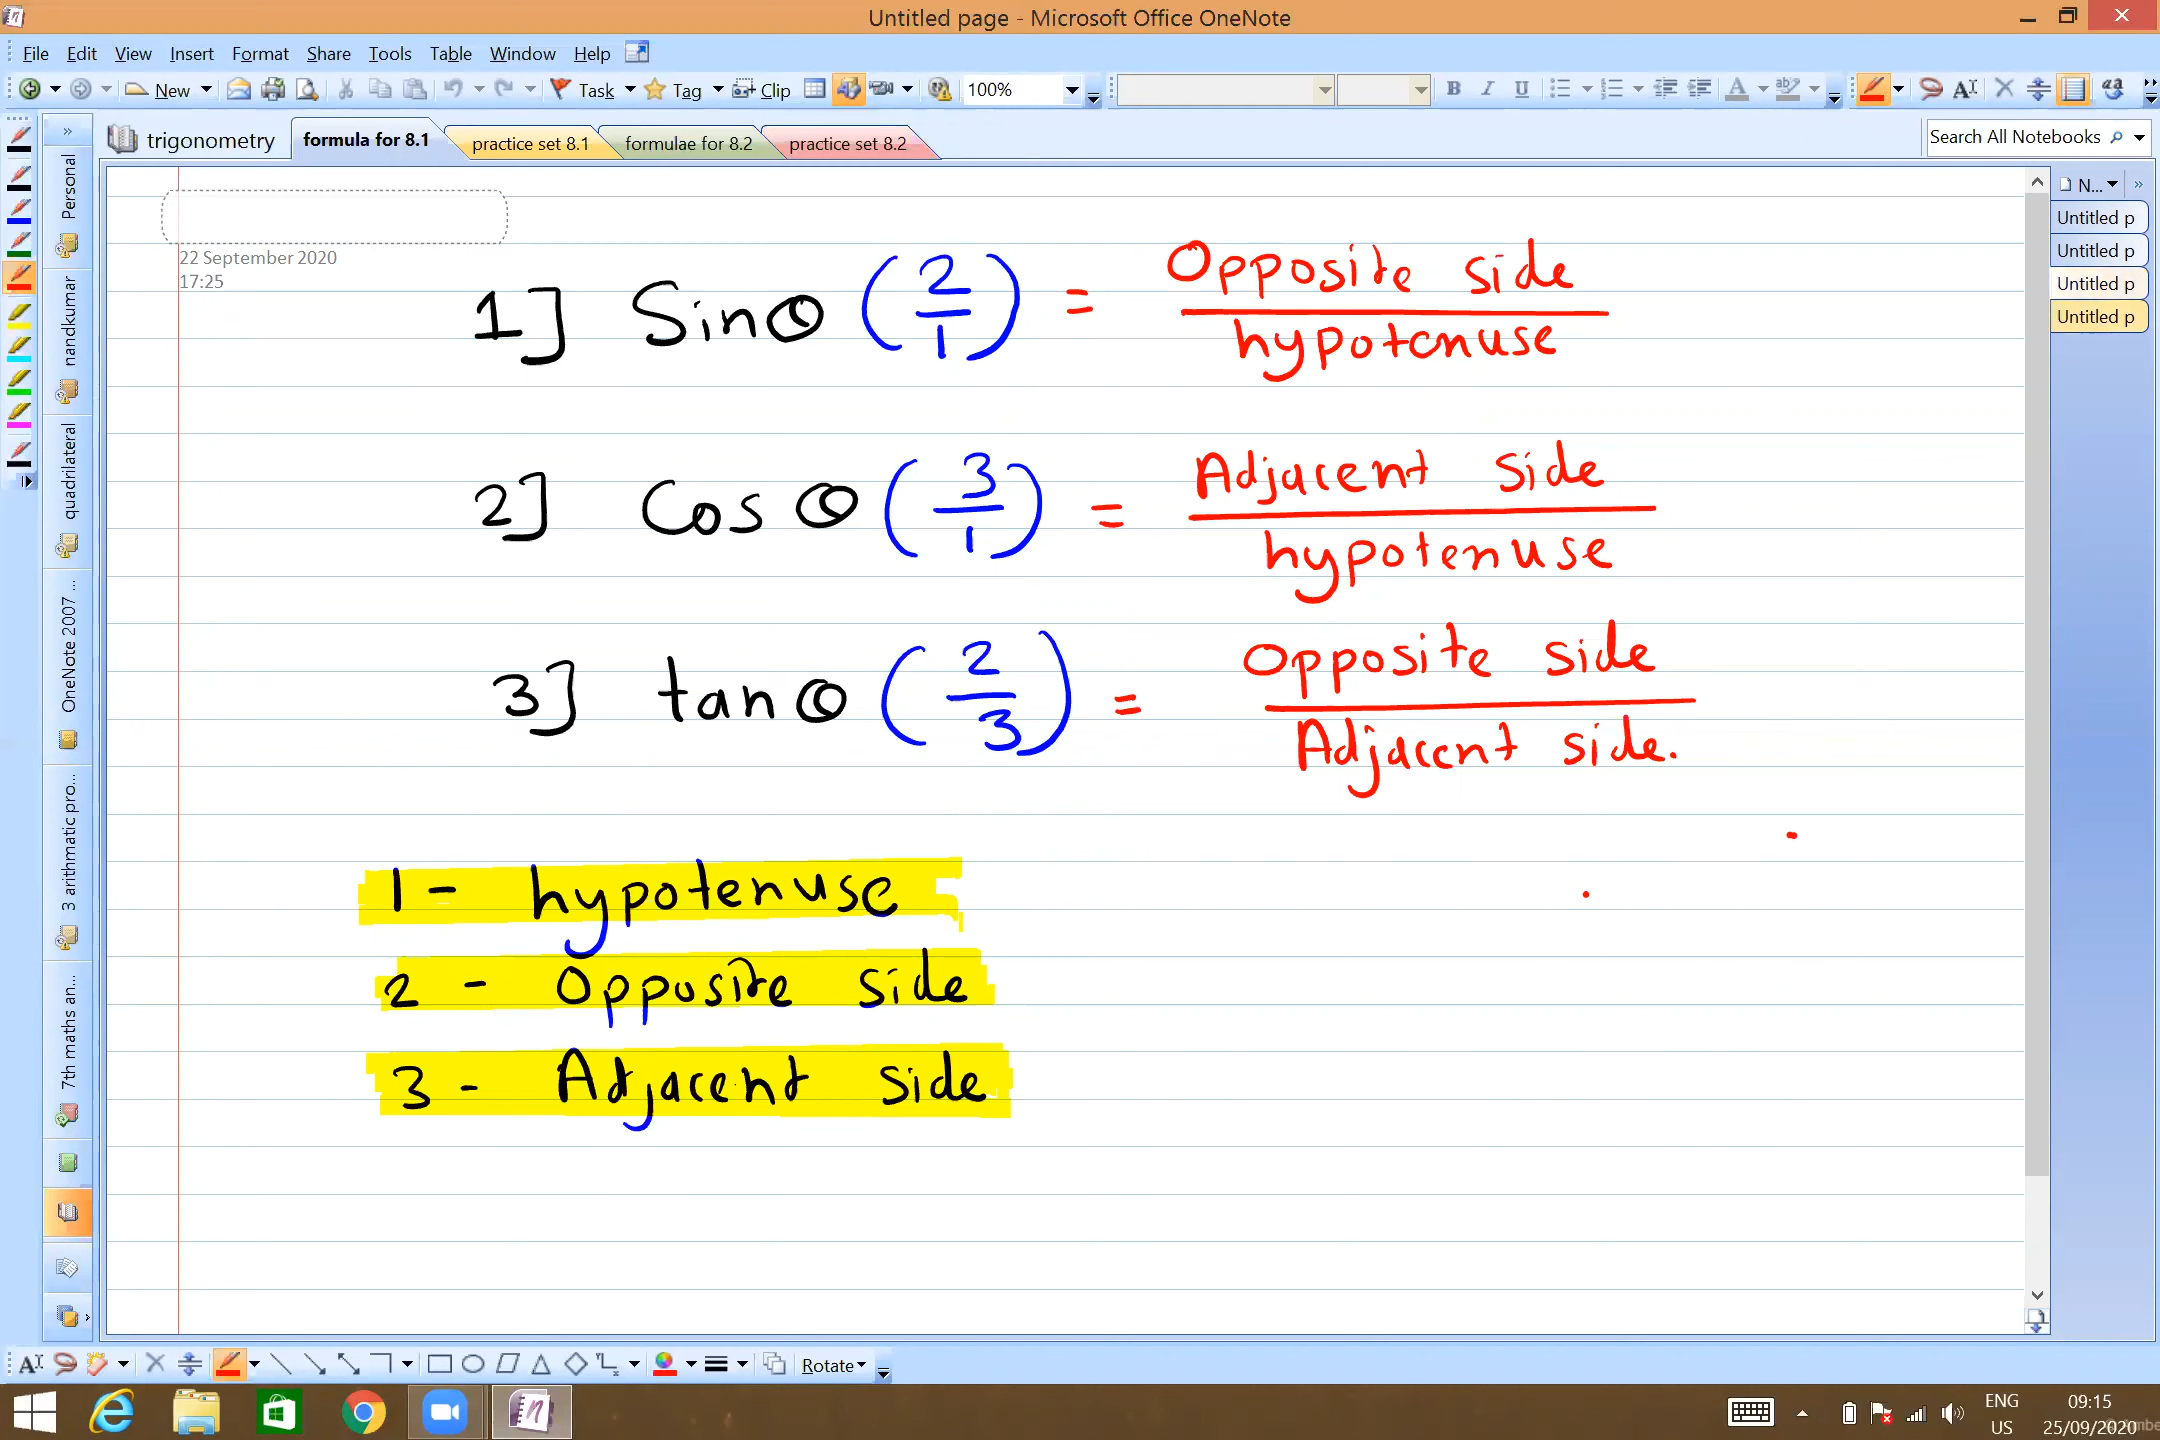 Untitled page - Microsoft Office OneNote
File Edit View Insert Format Share Tools Table Window Help
New Task Tag Clip 100% B I U A ab A
trigonometry formula for 8.1 practice set 8.1 formulae for 8.2 practice set 8.2
Search All Notebooks
N...
Untitled p
Untitled p
Untitled p
Untitled p
Personal
nandkumar
quadrilateral
OneNote 2007 ...
3 arithmatic pro...
7th maths an...
22 September 2020
17:25
1] Sinθ (2/1) = Opposite side / hypotenuse
2] Cosθ (3/1) = Adjacent side / hypotenuse
3] tanθ (2/3) = Opposite side / Adjacent side.
1 - hypotenuse
2 - Opposite side
3 - Adjacent side
Rotate
ENG
US
09:15
25/09/2020